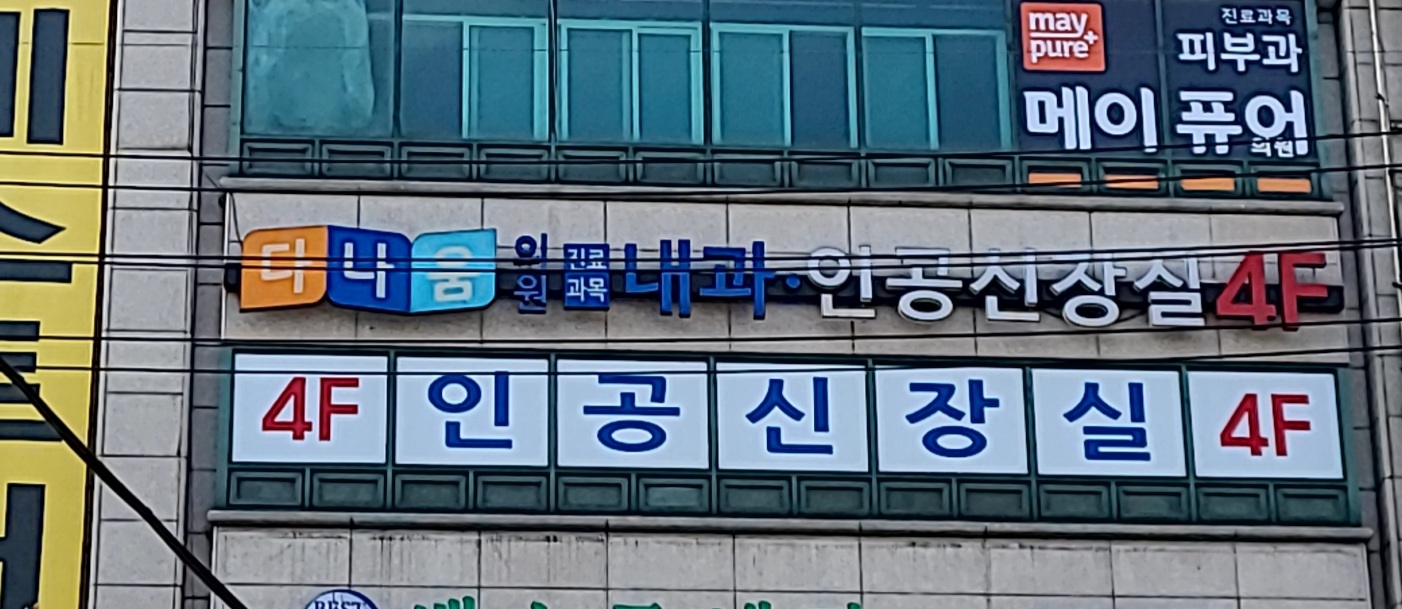 may
pure+
진료과목
피부과
메이 퓨어
의원
다나움 의원 진료과목 내과·인공신장실 4F
4F 인공신장실 4F
BEST